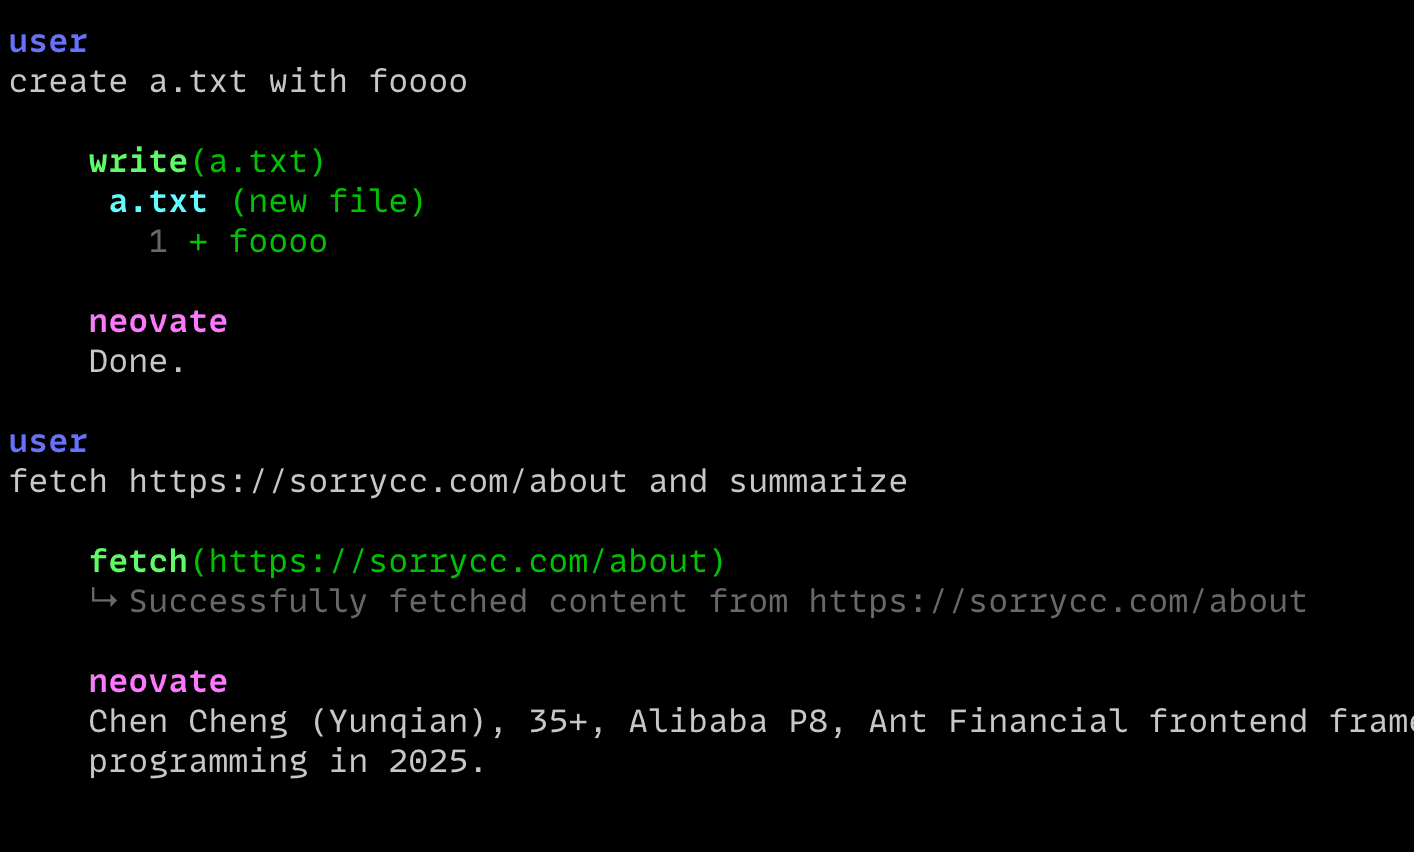 user
create a.txt with foooo
write(a.txt)
a.txt (new file)
1 + foooo
neovate
Done.
user
fetch https://sorrycc.com/about and summarize
fetch(https://sorrycc.com/about)
↳ Successfully fetched content from https://sorrycc.com/about
neovate
Chen Cheng (Yunqian), 35+, Alibaba P8, Ant Financial frontend
programming in 2025.